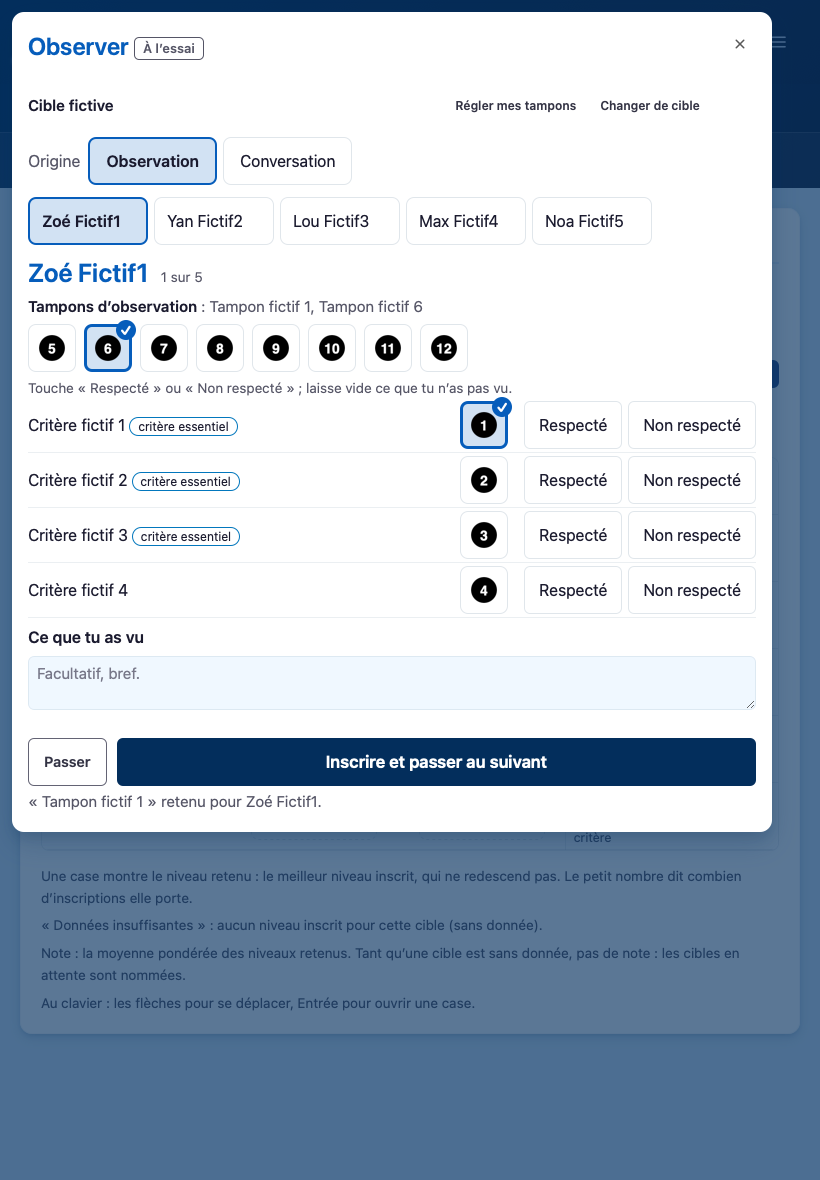 Observer À l’essai ×
Cible fictive Régler mes tampons Changer de cible
Origine Observation Conversation
Zoé Fictif1 Yan Fictif2 Lou Fictif3 Max Fictif4 Noa Fictif5
Zoé Fictif1 1 sur 5
Tampons d’observation : Tampon fictif 1, Tampon fictif 6
5 6 7 8 9 10 11 12
Touche « Respecté » ou « Non respecté » ; laisse vide ce que tu n’as pas vu.
Critère fictif 1 critère essentiel 1 Respecté Non respecté
Critère fictif 2 critère essentiel 2 Respecté Non respecté
Critère fictif 3 critère essentiel 3 Respecté Non respecté
Critère fictif 4 4 Respecté Non respecté
Ce que tu as vu
Facultatif, bref.
Passer Inscrire et passer au suivant
« Tampon fictif 1 » retenu pour Zoé Fictif1.
critère
Une case montre le niveau retenu : le meilleur niveau inscrit, qui ne redescend pas. Le petit nombre dit combien
d’inscriptions elle porte.
« Données insuffisantes » : aucun niveau inscrit pour cette cible (sans donnée).
Note : la moyenne pondérée des niveaux retenus. Tant qu’une cible est sans donnée, pas de note : les cibles en
attente sont nommées.
Au clavier : les flèches pour se déplacer, Entrée pour ouvrir une case.